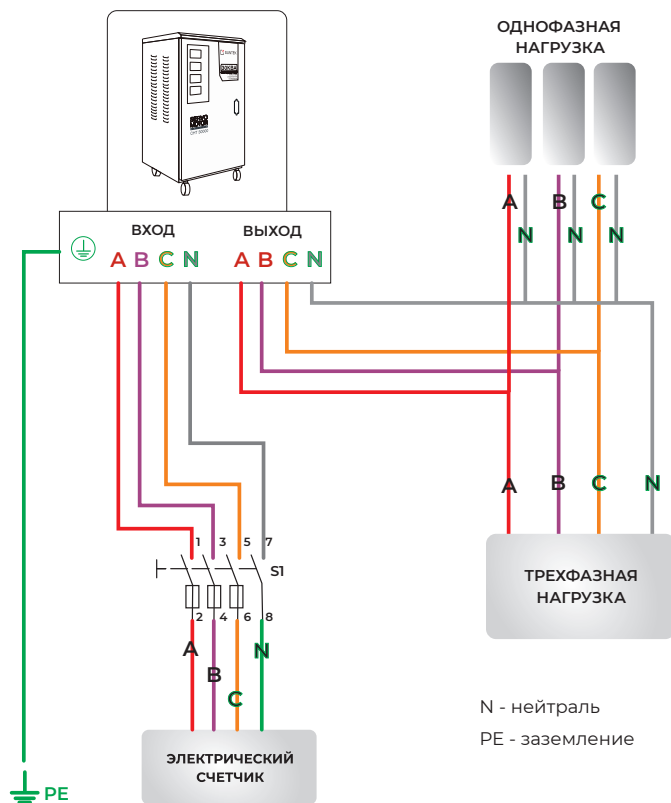 ОДНОФАЗНАЯ
НАГРУЗКА
ВХОД
ВЫХОД
A B C N
A B C N
A
B
C
N
N
N
A
B
C
N
ТРЕХФАЗНАЯ
НАГРУЗКА
1
3
5
7
S1
2
4
6
8
A
B
C
N
ЭЛЕКТРИЧЕСКИЙ
СЧЕТЧИК
N - нейтраль
PE - заземление
PE